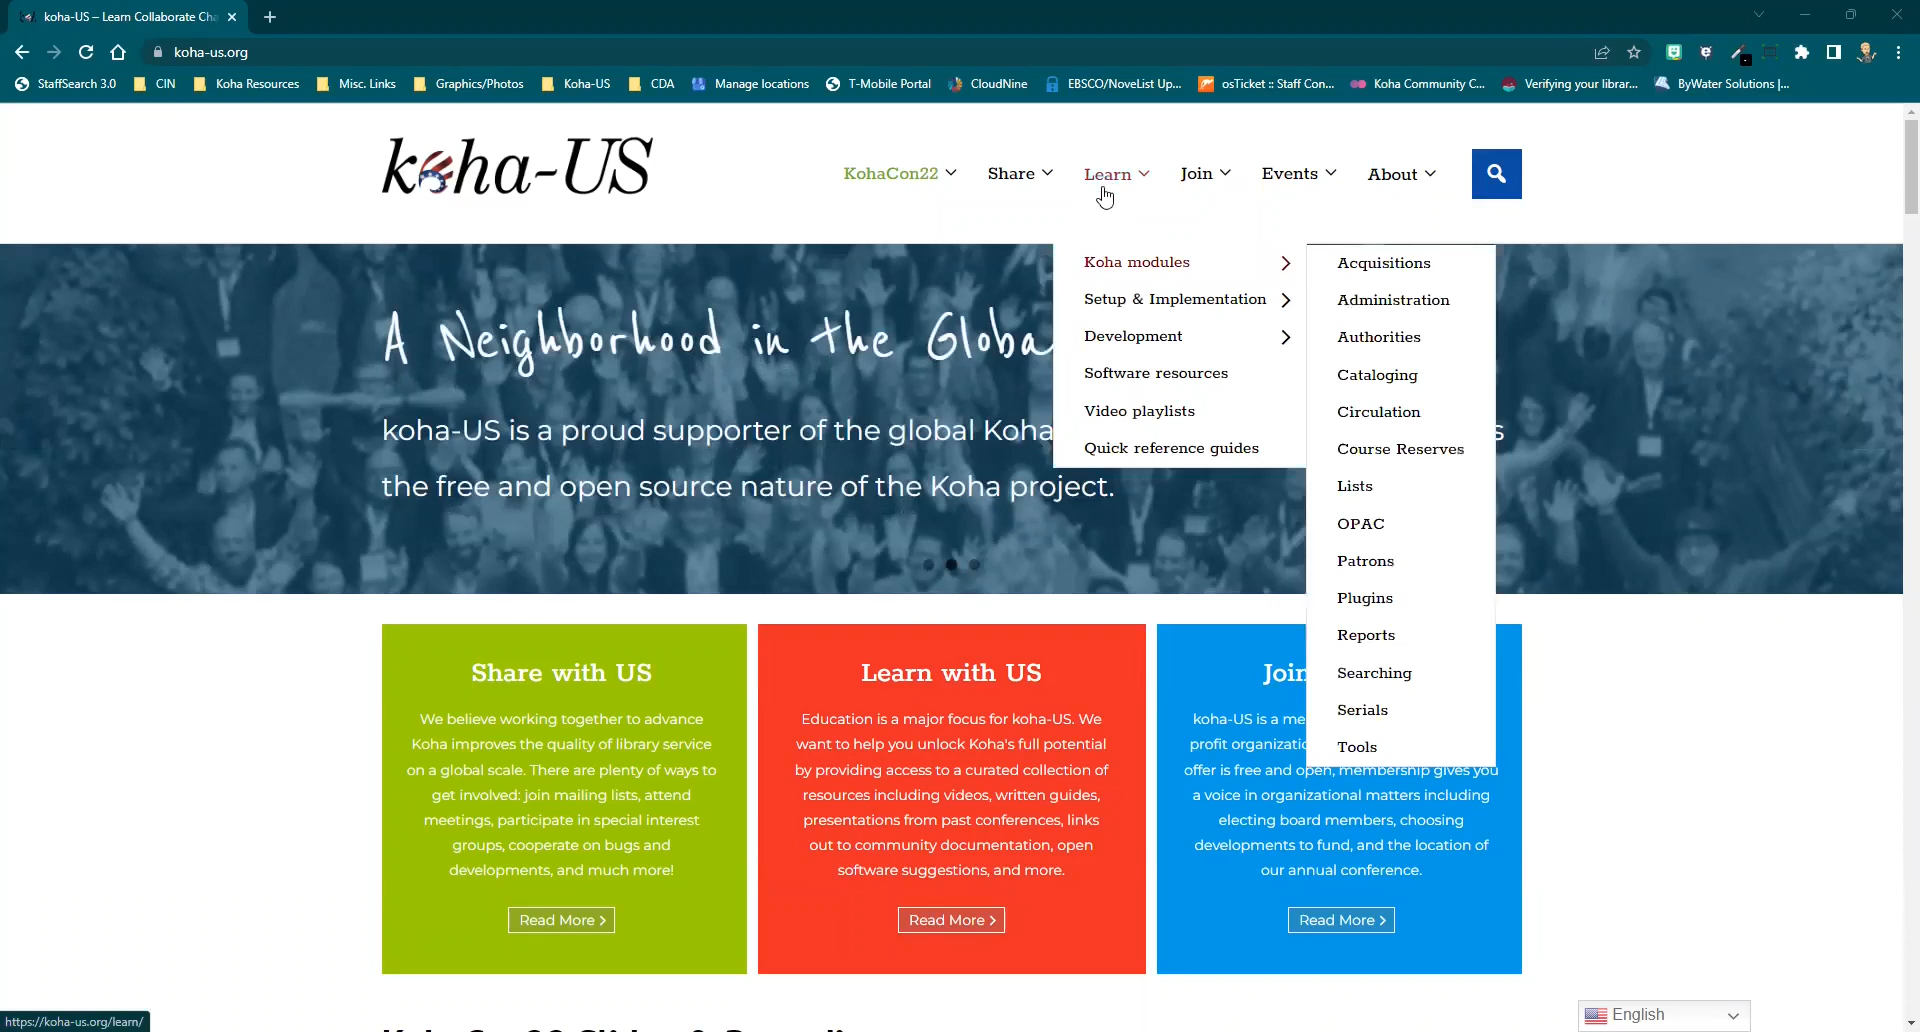 koha-US – Learn Collaborate Cha
koha-us.org
StaffSearch 3.0 CIN Koha Resources Misc. Links Graphics/Photos Koha-US CDA Manage locations T-Mobile Portal CloudNine EBSCO/NoveList Up... osTicket :: Staff Con... Koha Community C... Verifying your librar... ByWater Solutions |...
koha-US
KohaCon22 Share Learn Join Events About
Koha modules
Setup & Implementation
Development
Software resources
Video playlists
Quick reference guides
Acquisitions
Administration
Authorities
Cataloging
Circulation
Course Reserves
Lists
OPAC
Patrons
Plugins
Reports
Searching
Serials
Tools
A Neighborhood in the Globa
koha-US is a proud supporter of the global Koha s
the free and open source nature of the Koha project.
Share with US
We believe working together to advance
Koha improves the quality of library service
on a global scale. There are plenty of ways to
get involved: join mailing lists, attend
meetings, participate in special interest
groups, cooperate on bugs and
developments, and much more!
Read More >
Learn with US
Education is a major focus for koha-US. We
want to help you unlock Koha's full potential
by providing access to a curated collection of
resources including videos, written guides,
presentations from past conferences, links
out to community documentation, open
software suggestions, and more.
Read More >
Join
koha-US is a me
profit organizatio
offer is free and open, membership gives you
a voice in organizational matters including
electing board members, choosing
developments to fund, and the location of
our annual conference.
Read More >
https://koha-us.org/learn/
English